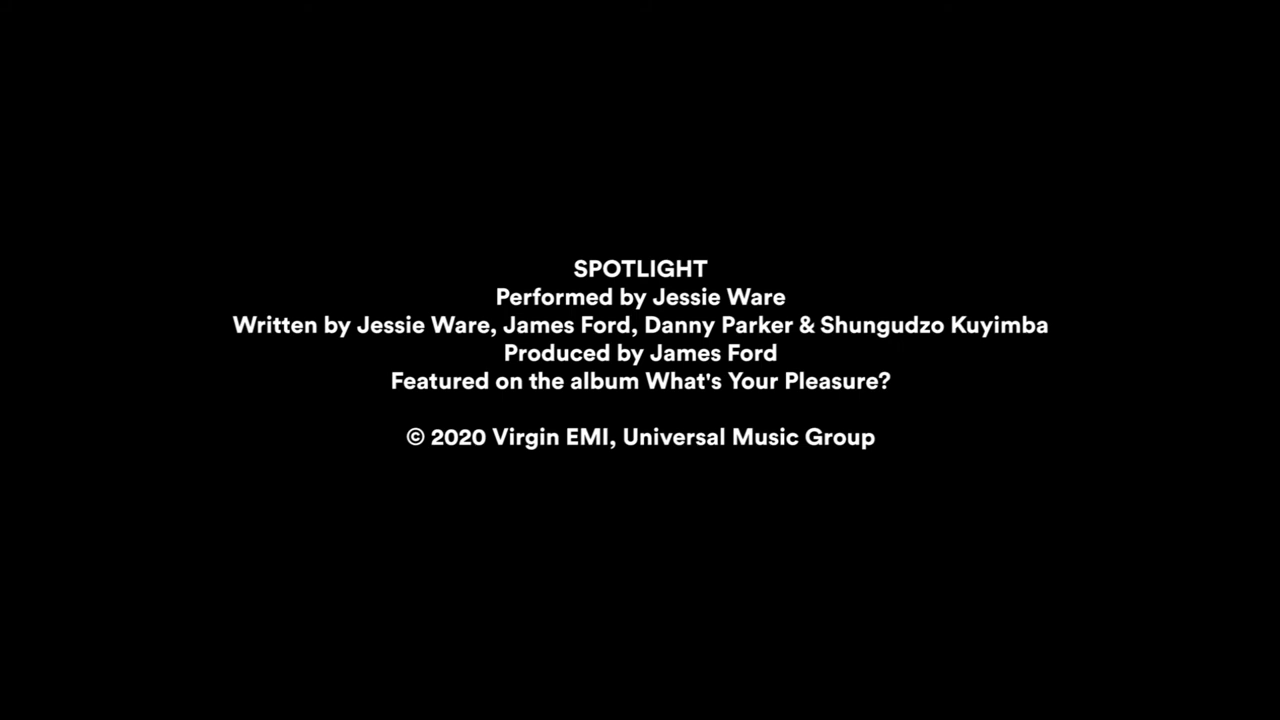 SPOTLIGHT
Performed by Jessie Ware
Written by Jessie Ware, James Ford, Danny Parker & Shungudzo Kuyimba
Produced by James Ford
Featured on the album What's Your Pleasure?
© 2020 Virgin EMI, Universal Music Group